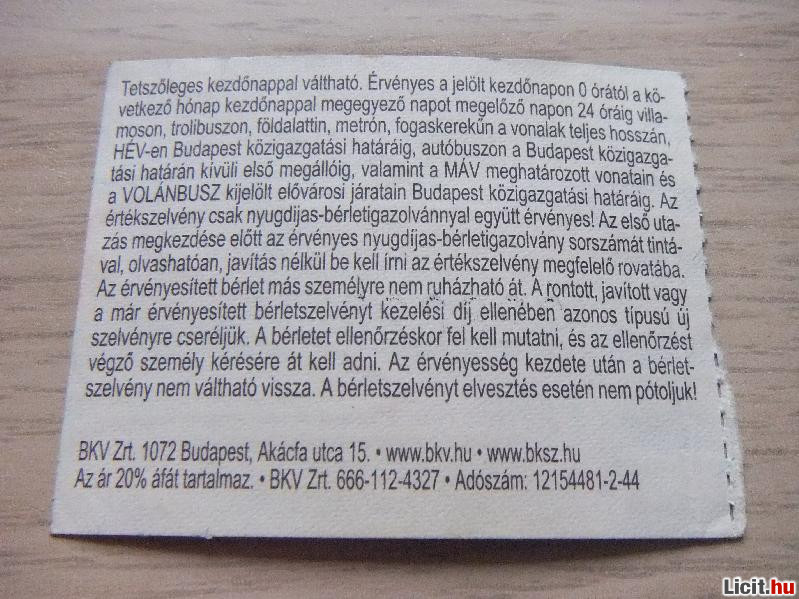 Tetszőleges kezdőnappal váltható. Érvényes a jelölt kezdőnapon 0 órától a kö-
vetkező hónap kezdőnappal megegyező napot megelőző napon 24 óráig villa-
moson, trolibuszon, földalattin, metrón, fogaskerekűn a vonalak teljes hosszán,
HÉV-en Budapest közigazgatási határáig, autóbuszon a Budapest közigazga-
tási határán kívüli első megállóig, valamint a MÁV meghatározott vonatain és
a VOLÁNBUSZ kijelölt elővárosi járatain Budapest közigazgatási határáig. Az
értékszelvény csak nyugdíjas-bérletigazolvánnyal együtt érvényes! Az első uta-
zás megkezdése előtt az érvényes nyugdíjas-bérletigazolvány sorszámát tintá-
val, olvashatóan, javítás nélkül be kell írni az értékszelvény megfelelő rovatába.
Az érvényesített bérlet más személyre nem ruházható át. A rontott, javított vagy
a már érvényesített bérletszelvényt kezelési díj ellenében azonos típusú új
szelvényre cseréljük. A bérletet ellenőrzéskor fel kell mutatni, és az ellenőrzést
végző személy kérésére át kell adni. Az érvényesség kezdete után a bérlet-
szelvény nem váltható vissza. A bérletszelvényt elvesztés esetén nem pótoljuk!
BKV Zrt. 1072 Budapest, Akácfa utca 15. • www.bkv.hu • www.bksz.hu
Az ár 20% áfát tartalmaz. • BKV Zrt. 666-112-4327 • Adószám: 12154481-2-44
Licit.hu